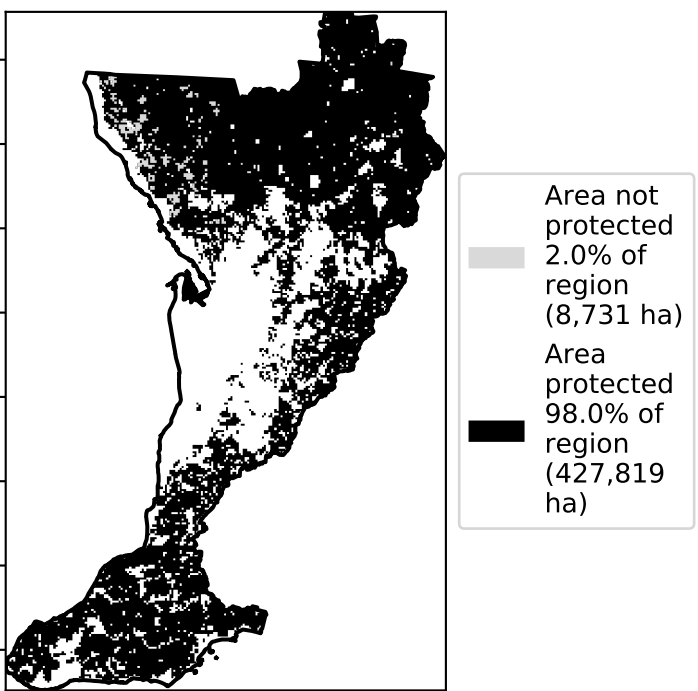 Area not
protected
2.0% of
region
(8,731 ha)
Area
protected
98.0% of
region
(427,819
ha)